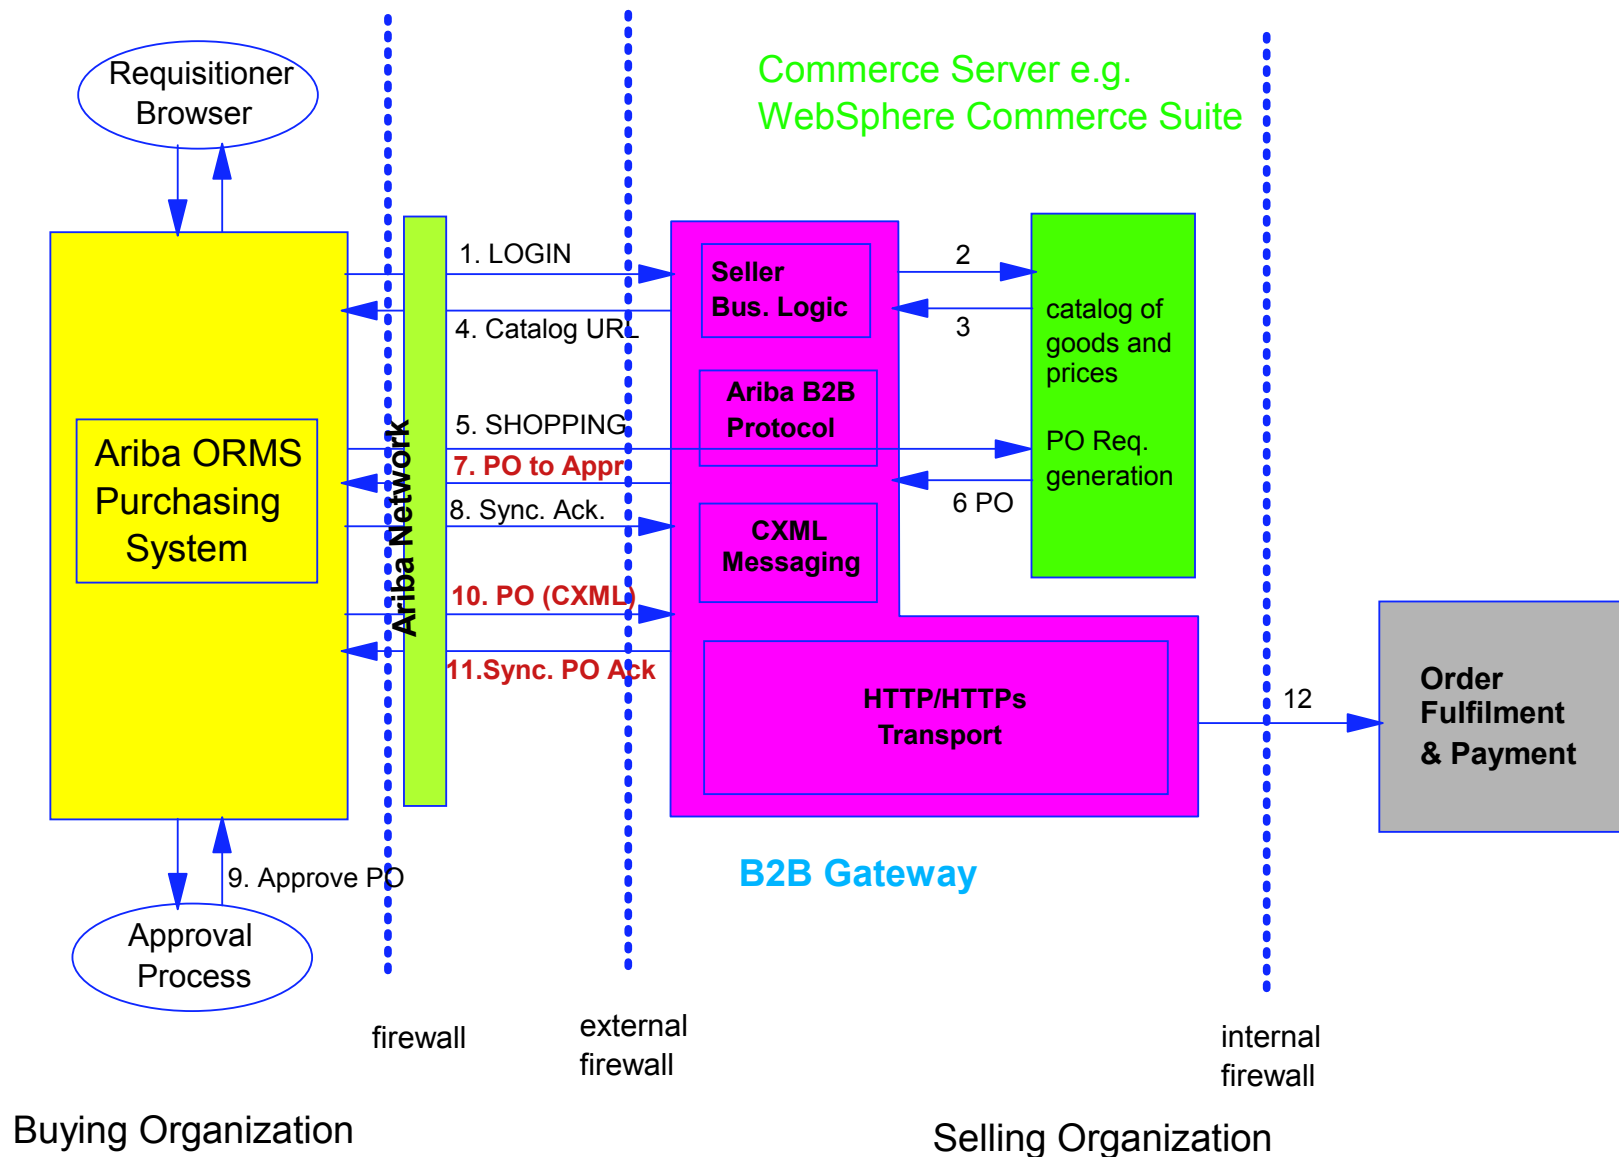 Requisitioner
Browser
Commerce Server e.g.
WebSphere Commerce Suite
1. LOGIN
4. Catalog URL
5. SHOPPING
7. PO to Appr
8. Sync. Ack.
10. PO (CXML)
11.Sync. PO Ack
Ariba Network
Ariba ORMS
Purchasing
System
Seller
Bus. Logic
Ariba B2B
Protocol
CXML
Messaging
HTTP/HTTPs
Transport
2
3
6 PO
catalog of
goods and
prices
PO Req.
generation
12
Order
Fulfilment
& Payment
9. Approve PO
Approval
Process
B2B Gateway
firewall
external
firewall
internal
firewall
Buying Organization
Selling Organization